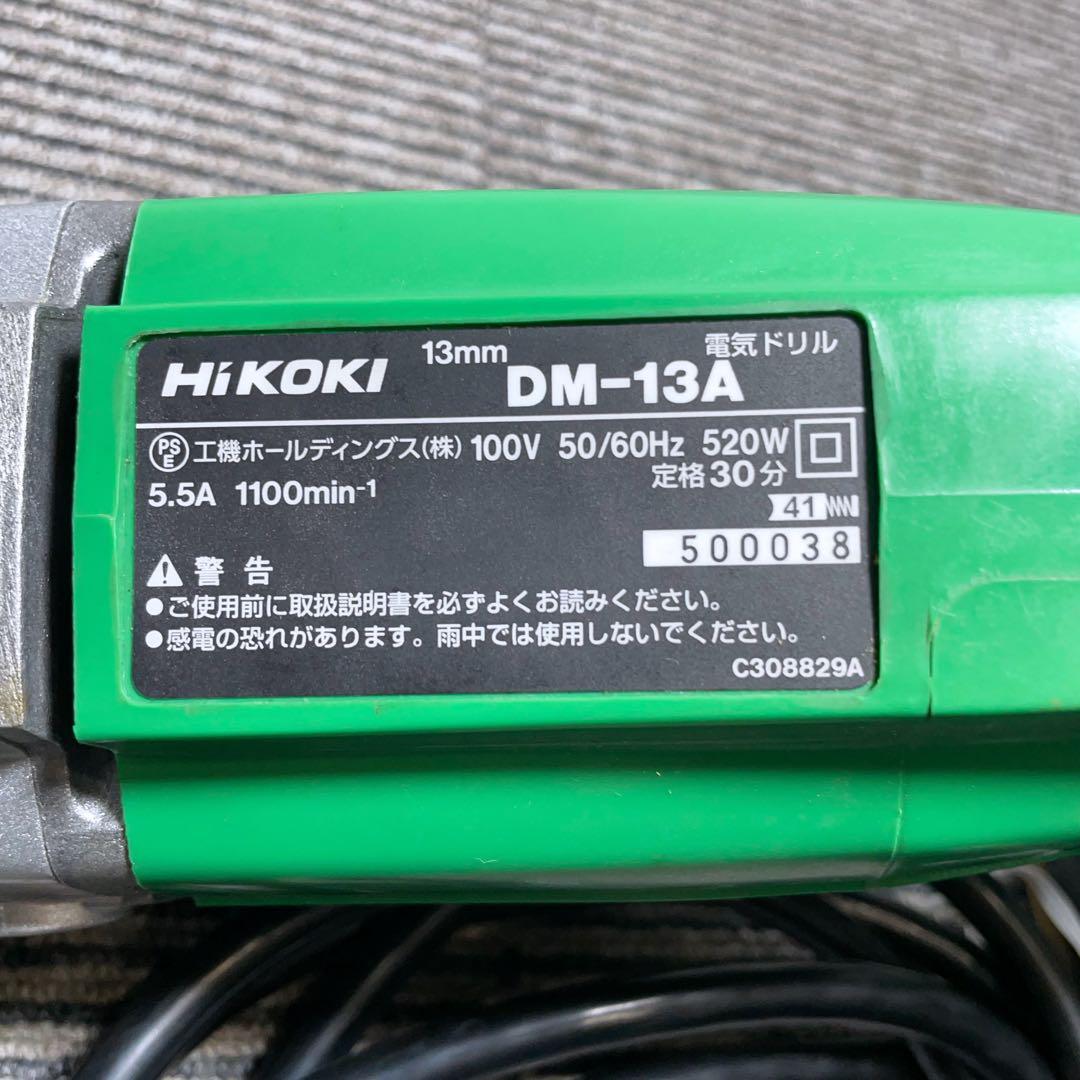 HiKOKI 13mm DM-13A 電気ドリル
PSE 工機ホールディングス(株) 100V 50/60Hz 520W
5.5A 1100min-1 定格30分
41
500038
警告
●ご使用前に取扱説明書を必ずよくお読みください。
●感電の恐れがあります。雨中では使用しないでください。
C308829A